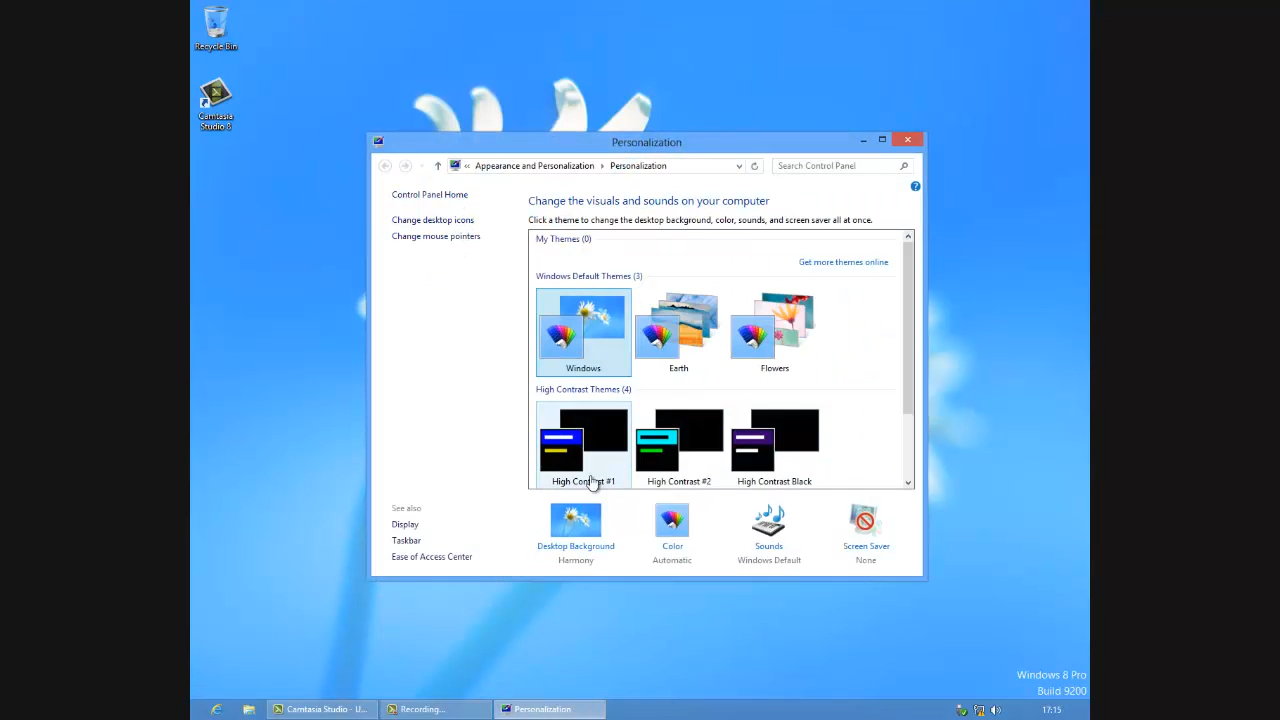 Recycle Bin
Camtasia
Studio 8
Personalization
« Appearance and Personalization Personalization
Search Control Panel
Control Panel Home
Change desktop icons
Change mouse pointers
Change the visuals and sounds on your computer
Click a theme to change the desktop background, color, sounds, and screen saver all at once.
My Themes (0)
Get more themes online
Windows Default Themes (3)
Windows
Earth
Flowers
High Contrast Themes (4)
High Contrast #1
High Contrast #2
High Contrast Black
See also
Display
Taskbar
Ease of Access Center
Desktop Background
Harmony
Color
Automatic
Sounds
Windows Default
Screen Saver
None
Windows 8 Pro
Build 9200
Camtasia Studio - U...
Recording...
Personalization
17:15